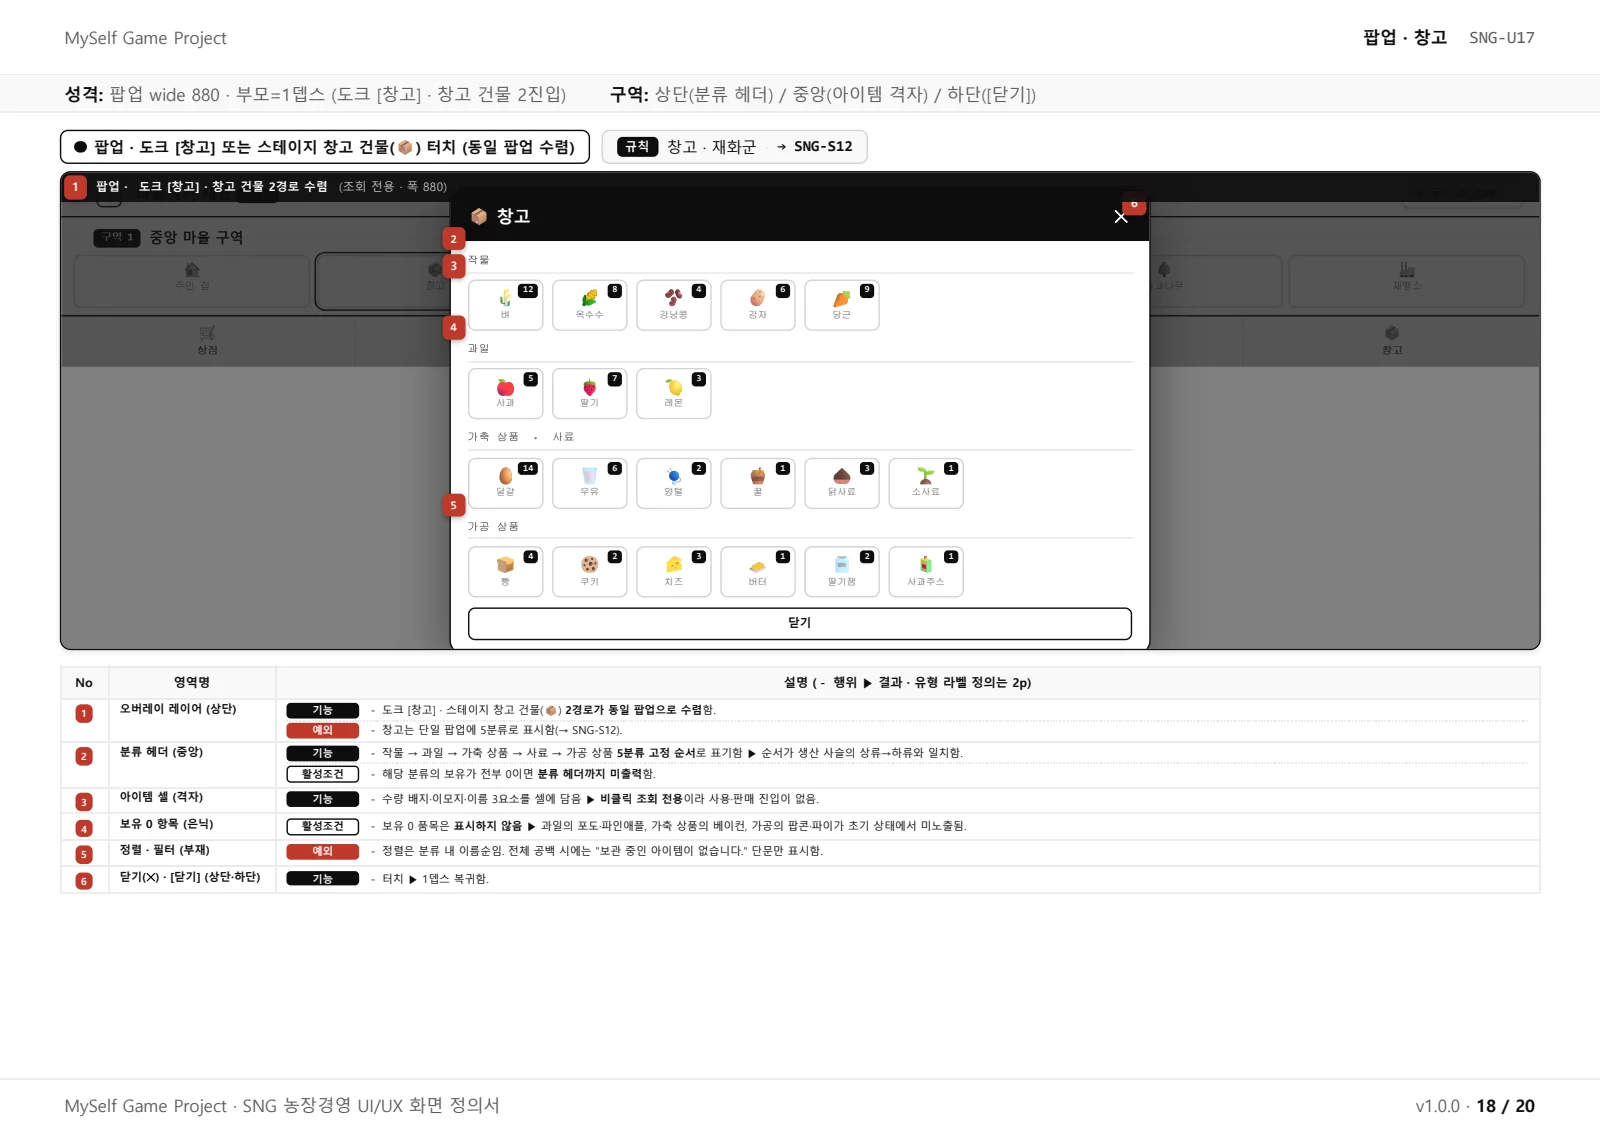 MySelf Game Project
팝업 · 창고 SNG-U17
성격: 팝업 wide 880 · 부모=1뎁스 (도크 [창고] · 창고 건물 2진입) 구역: 상단(분류 헤더) / 중앙(아이템 격자) / 하단([닫기])
● 팝업 · 도크 [창고] 또는 스테이지 창고 건물(📦) 터치 (동일 팝업 수렴)
규칙 창고 · 재화군 → SNG-S12
1 팝업 · 도크 [창고] · 창고 건물 2경로 수렴 (조회 전용 · 폭 880)
📦 창고
6
구역 1 중앙 마을 구역
2
3
4
5
주민 집
창고
제빵소
상점
창고
작물
12 벼
8 옥수수
4 강낭콩
6 감자
9 당근
과일
5 사과
7 딸기
3 레몬
가축 상품 · 사료
14 달걀
6 우유
2 양털
1 꿀
3 닭사료
1 소사료
가공 상품
4 빵
2 쿠키
3 치즈
1 버터
2 딸기잼
1 사과주스
닫기
No 영역명 설명 ( - 행위 ▶ 결과 · 유형 라벨 정의는 2p)
1 오버레이 레이어 (상단) 기능 - 도크 [창고] · 스테이지 창고 건물(📦) 2경로가 동일 팝업으로 수렴함.
예외 - 창고는 단일 팝업에 5분류로 표시함(→ SNG-S12).
2 분류 헤더 (중앙) 기능 - 작물 → 과일 → 가축 상품 → 사료 → 가공 상품 5분류 고정 순서로 표기함 ▶ 순서가 생산 사슬의 상류→하류와 일치함.
활성조건 - 해당 분류의 보유가 전부 0이면 분류 헤더까지 미출력함.
3 아이템 셀 (격자) 기능 - 수량 배지·이모지·이름 3요소를 셀에 담음 ▶ 비클릭 조회 전용이라 사용·판매 진입이 없음.
4 보유 0 항목 (은닉) 활성조건 - 보유 0 품목은 표시하지 않음 ▶ 과일의 포도·파인애플, 가축 상품의 베이컨, 가공의 팝콘·파이가 초기 상태에서 미노출됨.
5 정렬 · 필터 (부재) 예외 - 정렬은 분류 내 이름순임. 전체 공백 시에는 "보관 중인 아이템이 없습니다." 단문만 표시함.
6 닫기(X) · [닫기] (상단·하단) 기능 - 터치 ▶ 1뎁스 복귀함.
MySelf Game Project · SNG 농장경영 UI/UX 화면 정의서
v1.0.0 · 18 / 20